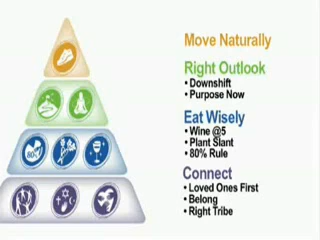 Move Naturally
Right Outlook
• Downshift
• Purpose Now
Eat Wisely
• Wine @5
• Plant Slant
• 80% Rule
Connect
• Loved Ones First
• Belong
• Right Tribe
80%